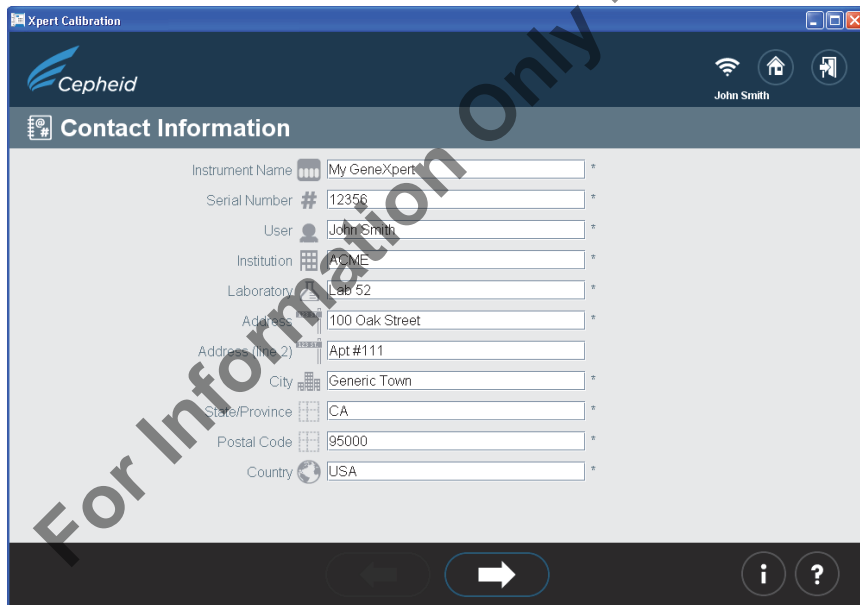 Xpert Calibration
Cepheid
John Smith
Contact Information
Instrument Name My GeneXpert *
Serial Number # 12356 *
User John Smith *
Institution ACME *
Laboratory Lab 52 *
Address 100 Oak Street *
Address (line 2) Apt #111
City Generic Town *
State/Province CA *
Postal Code 95000 *
Country USA *
i ?
For Information Only